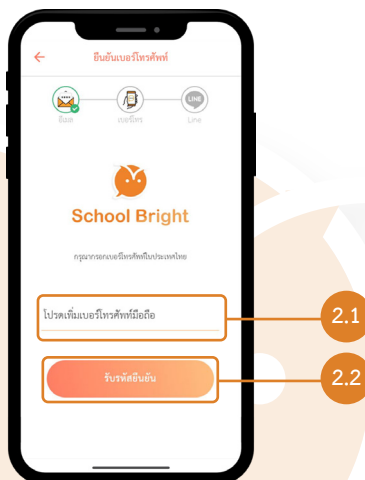 ← ยืนยันเบอร์โทรศัพท์
LINE
อีเมล เบอร์โทร Line
School Bright
กรุณากรอกเบอร์โทรศัพท์ในประเทศไทย
โปรดเพิ่มเบอร์โทรศัพท์มือถือ
2.1
รับรหัสยืนยัน
2.2